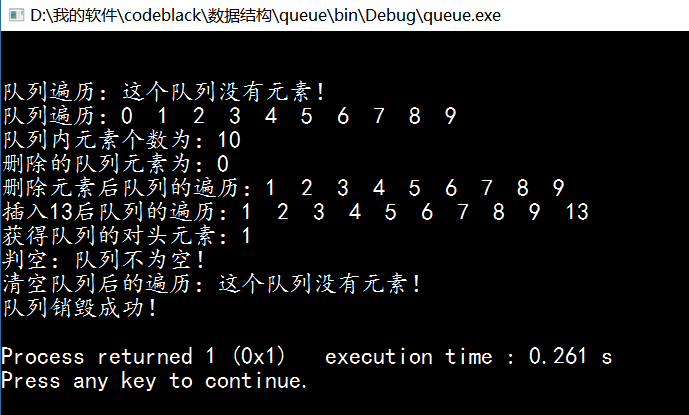 D:\我的软件\codeblack\数据结构\queue\bin\Debug\queue.exe
队列遍历：这个队列没有元素！
队列遍历：0  1  2  3  4  5  6  7  8  9
队列内元素个数为：10
删除的队列元素为：0
删除元素后队列的遍历：1  2  3  4  5  6  7  8  9
插入13后队列的遍历：1  2  3  4  5  6  7  8  9  13
获得队列的对头元素：1
判空：队列不为空！
清空队列后的遍历：这个队列没有元素！
队列销毁成功！
Process returned 1 (0x1)   execution time : 0.261 s
Press any key to continue.